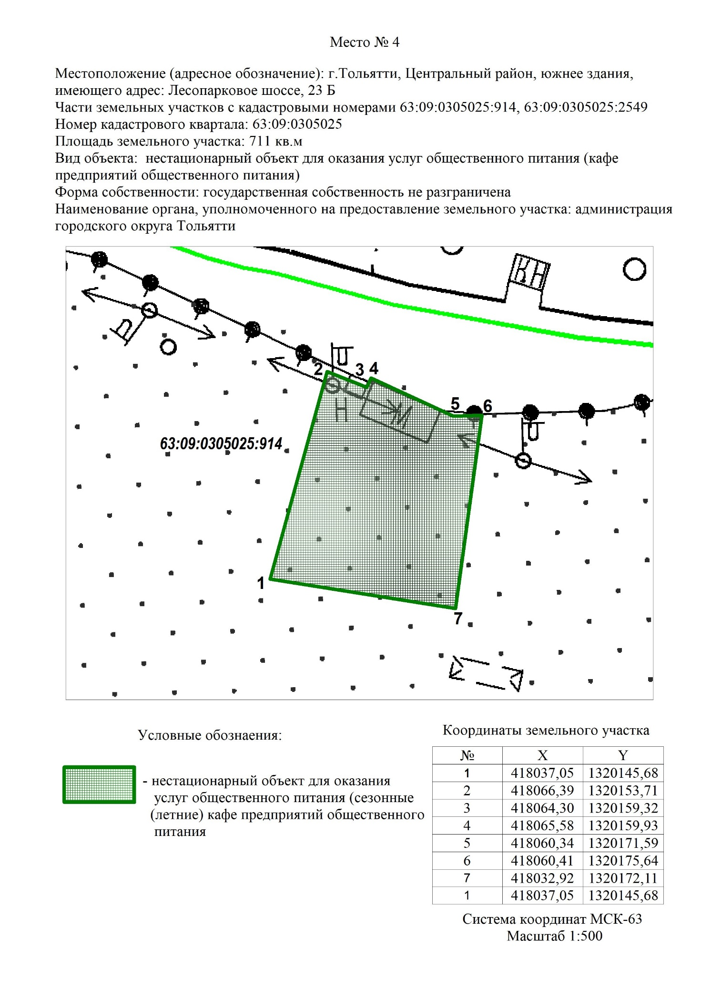 Место № 4
Местоположение (адресное обозначение): г.Тольятти, Центральный район, южнее здания,
имеющего адрес: Лесопарковое шоссе, 23 Б
Части земельных участков с кадастровыми номерами 63:09:0305025:914, 63:09:0305025:2549
Номер кадастрового квартала: 63:09:0305025
Площадь земельного участка: 711 кв.м
Вид объекта: нестационарный объект для оказания услуг общественного питания (кафе
предприятий общественного питания)
Форма собственности: государственная собственность не разграничена
Наименование органа, уполномоченного на предоставление земельного участка: администрация
городского округа Тольятти
КН
2 3 4
Н М
5 6
63:09:0305025:914
1
7
Условные обознаения:
- нестационарный объект для оказания
услуг общественного питания (сезонные
(летние) кафе предприятий общественного
питания
Координаты земельного участка
№ X Y
1 418037,05 1320145,68
2 418066,39 1320153,71
3 418064,30 1320159,32
4 418065,58 1320159,93
5 418060,34 1320171,59
6 418060,41 1320175,64
7 418032,92 1320172,11
1 418037,05 1320145,68
Система координат МСК-63
Масштаб 1:500